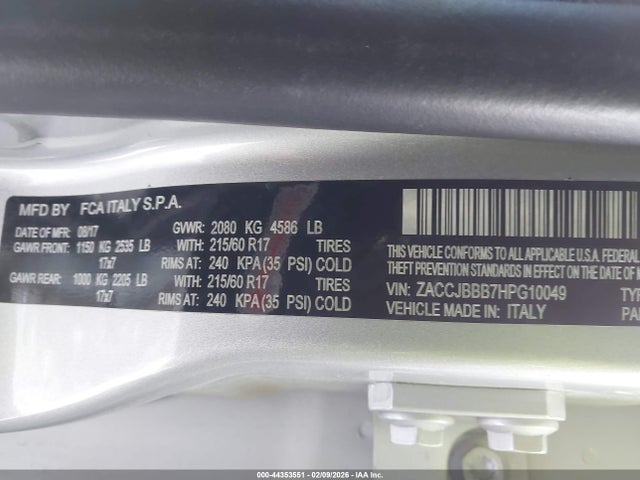 MFD BY FCA ITALY S.P.A.
DATE OF MFR: 08/17 GVWR: 2080 KG 4586 LB
GAWR FRONT: 1150 KG 2535 LB WITH: 215/60 R17 TIRES
17x7 RIMS AT: 240 KPA (35 PSI) COLD
GAWR REAR: 1000 KG 2205 LB WITH: 215/60 R17 TIRES
17x7 RIMS AT: 240 KPA (35 PSI) COLD
THIS VEHICLE CONFORMS TO ALL APPLICABLE U.S.A. FEDERAL
THEFT PREVENTION STANDARDS IN EFFECT ON THE DATE OF
VIN: ZACCJBBB7HPG10049 TYP
VEHICLE MADE IN: ITALY PA
000-44353551 - 02/09/2026 - IAAI.COM